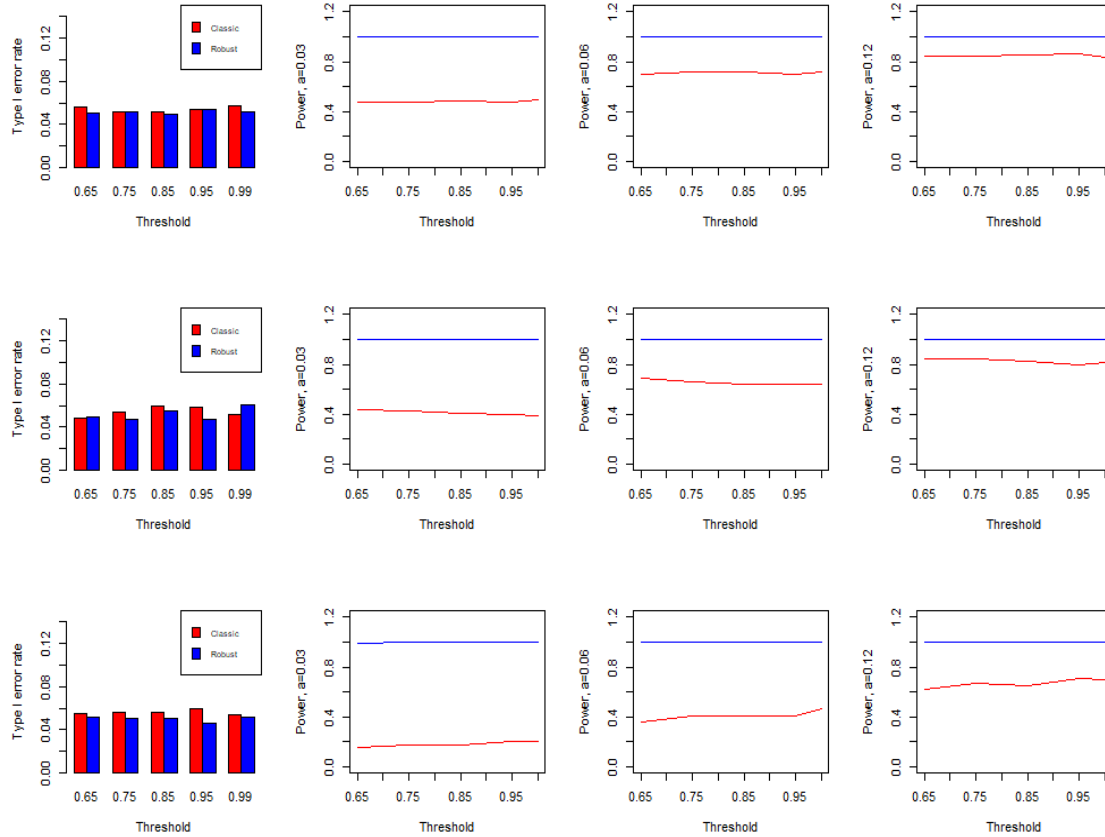 Type I error rate
0.00 0.04 0.08 0.12
Classic
Robust
0.65 0.75 0.85 0.95 0.99
Threshold
Power, a=0.03
0.0 0.4 0.8 1.2
0.65 0.75 0.85 0.95
Threshold
Power, a=0.06
0.0 0.4 0.8 1.2
0.65 0.75 0.85 0.95
Threshold
Power, a=0.12
0.0 0.4 0.8 1.2
0.65 0.75 0.85 0.95
Threshold
Type I error rate
0.00 0.04 0.08 0.12
Classic
Robust
0.65 0.75 0.85 0.95 0.99
Threshold
Power, a=0.03
0.0 0.4 0.8 1.2
0.65 0.75 0.85 0.95
Threshold
Power, a=0.06
0.0 0.4 0.8 1.2
0.65 0.75 0.85 0.95
Threshold
Power, a=0.12
0.0 0.4 0.8 1.2
0.65 0.75 0.85 0.95
Threshold
Type I error rate
0.00 0.04 0.08 0.12
Classic
Robust
0.65 0.75 0.85 0.95 0.99
Threshold
Power, a=0.03
0.0 0.4 0.8 1.2
0.65 0.75 0.85 0.95
Threshold
Power, a=0.06
0.0 0.4 0.8 1.2
0.65 0.75 0.85 0.95
Threshold
Power, a=0.12
0.0 0.4 0.8 1.2
0.65 0.75 0.85 0.95
Threshold